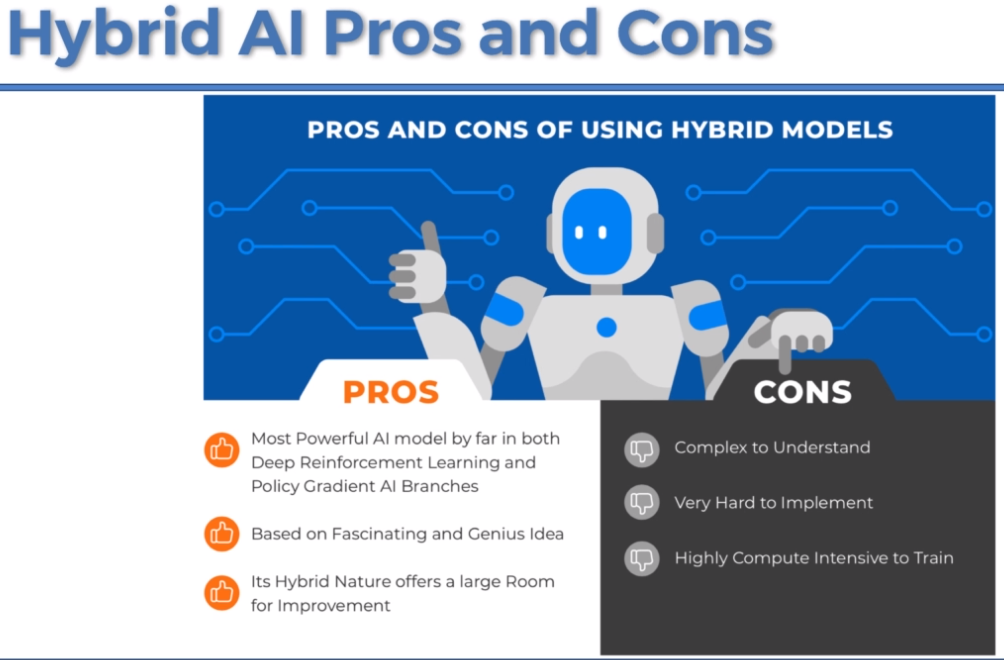 Hybrid AI Pros and Cons
PROS AND CONS OF USING HYBRID MODELS
PROS
Most Powerful AI model by far in both
Deep Reinforcement Learning and
Policy Gradient AI Branches
Based on Fascinating and Genius Idea
Its Hybrid Nature offers a large Room
for Improvement
CONS
Complex to Understand
Very Hard to Implement
Highly Compute Intensive to Train